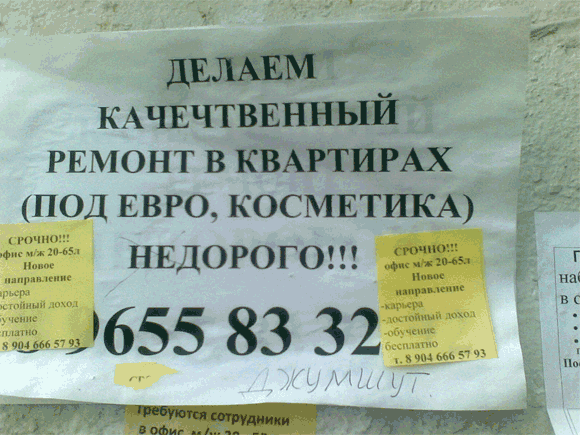 ДЕЛАЕМ
КАЧЕЧТВЕННЫЙ
РЕМОНТ В КВАРТИРАХ
(ПОД ЕВРО, КОСМЕТИКА)
НЕДОРОГО!!!
9655 83 32
ДЖУМШУТ.
СРОЧНО!!!
офис м/ж 20-65л
Новое
направление
карьера
-достойный доход
обучение
бесплатно
т. 8 904 666 57 93
СРОЧНО!!!
офис м/ж 20-65л
Новое
направление
-карьера
-достойный доход
-обучение
бесплатно
т. 8 904 666 57 93
Требуются сотрудники
в офис, м/ж
наб
в с